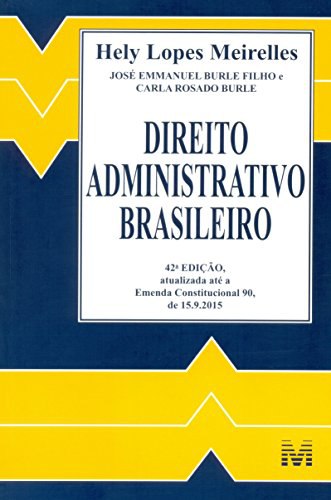 Hely Lopes Meirelles
JOSÉ EMMANUEL BURLE FILHO e
CARLA ROSADO BURLE
DIREITO
ADMINISTRATIVO
BRASILEIRO
42ª EDIÇÃO,
atualizada até a
Emenda Constitucional 90,
de 15.9.2015
M